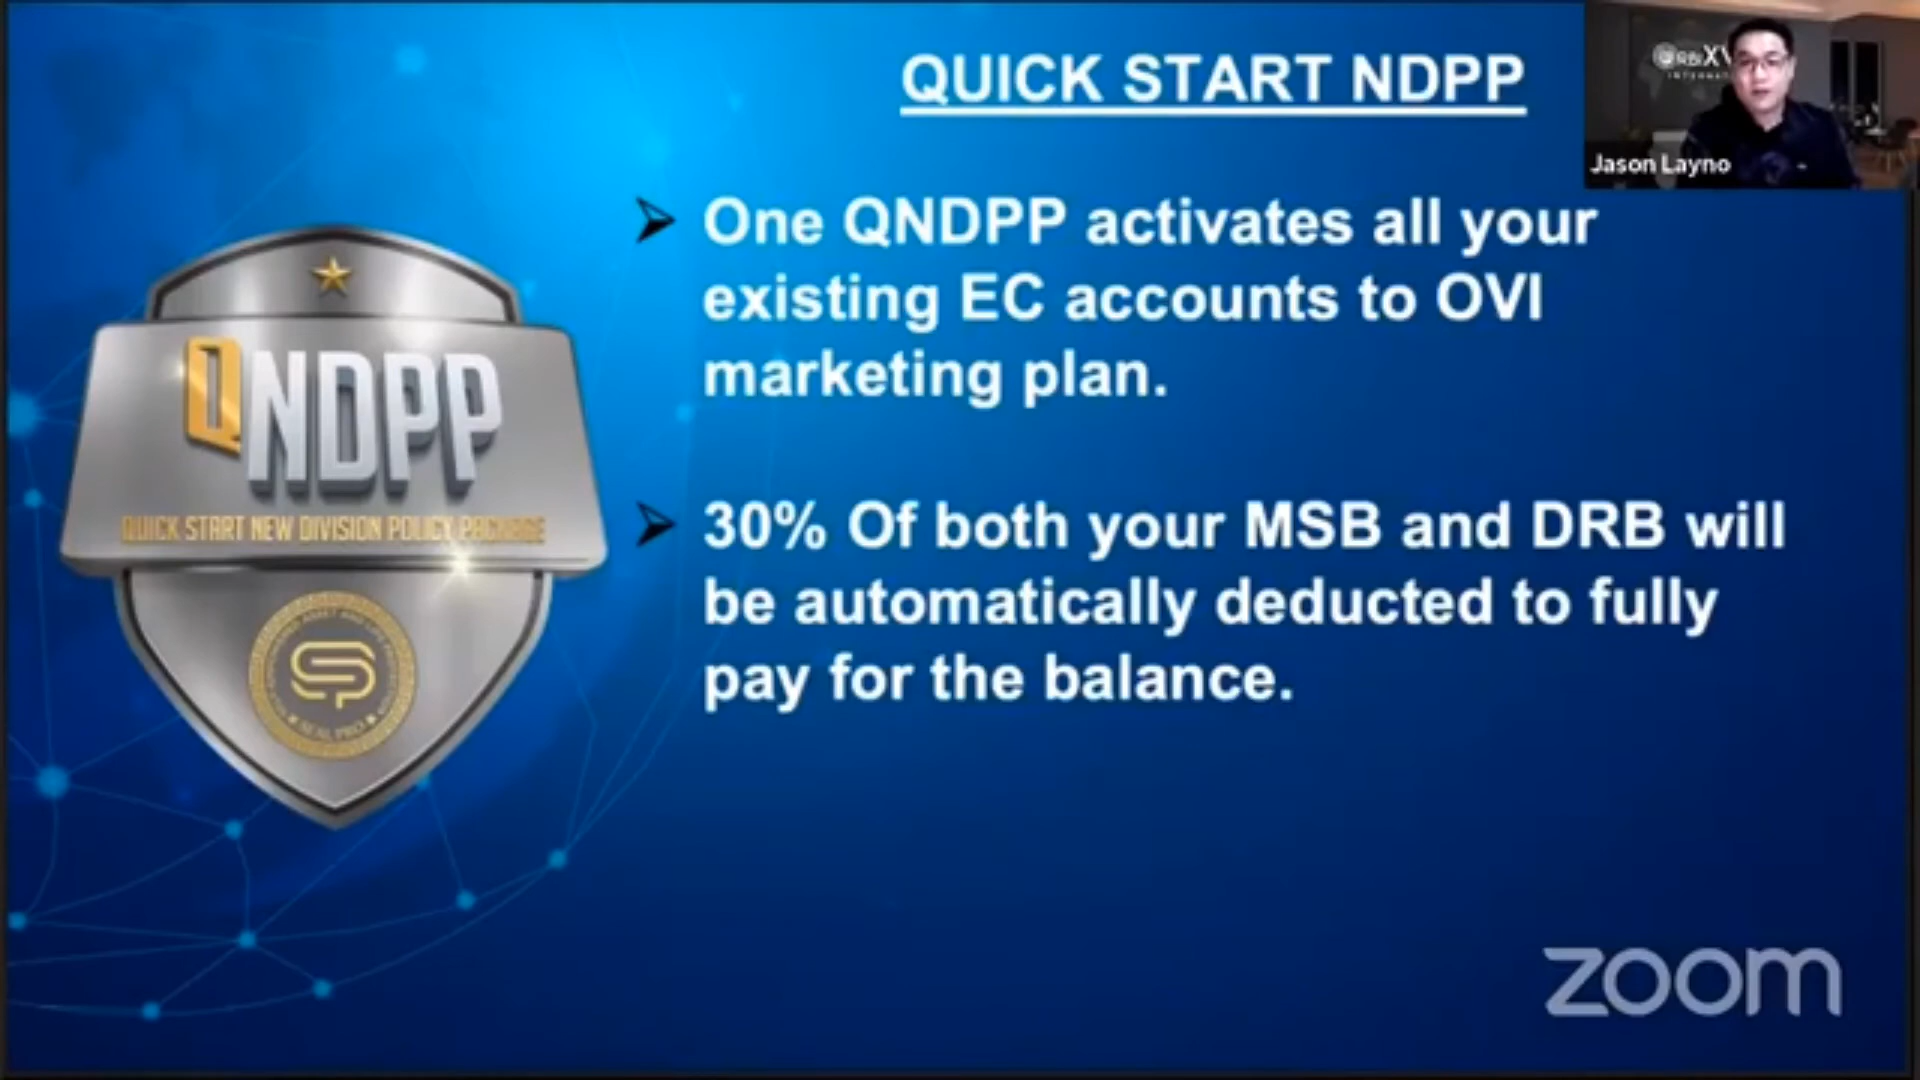 QUICK START NDPP
Jason Layno
One QNDPP activates all your
existing EC accounts to OVI
marketing plan.
30% Of both your MSB and DRB will
be automatically deducted to fully
pay for the balance.
QNDPP
QUICK START NEW DIVISION POLICY PACKAGE
SP
zoom